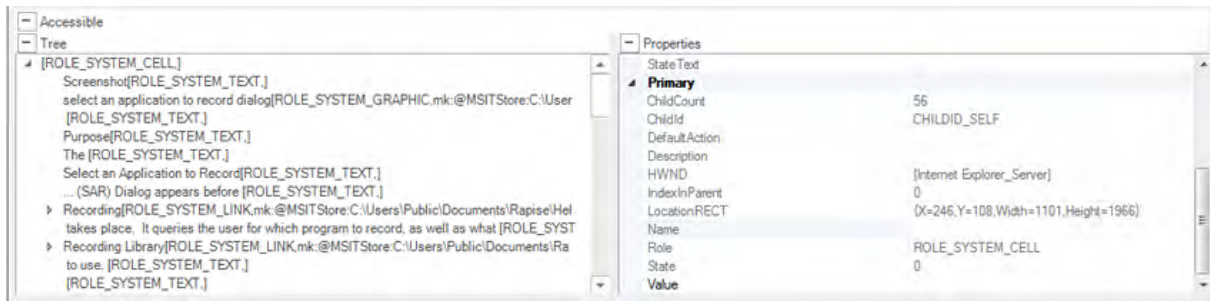 Accessible
Tree
[ROLE_SYSTEM_CELL,]
Screenshot[ROLE_SYSTEM_TEXT,]
select an application to record dialog[ROLE_SYSTEM_GRAPHIC,mk:@MSITStore:C:\User
[ROLE_SYSTEM_TEXT,]
Purpose[ROLE_SYSTEM_TEXT,]
The [ROLE_SYSTEM_TEXT,]
Select an Application to Record[ROLE_SYSTEM_TEXT,]
... (SAR) Dialog appears before [ROLE_SYSTEM_TEXT,]
Recording[ROLE_SYSTEM_LINK,mk:@MSITStore:C:\Users\Public\Documents\Rapise\Hel
takes place. It queries the user for which program to record, as well as what [ROLE_SYST
Recording Library[ROLE_SYSTEM_LINK,mk:@MSITStore:C:\Users\Public\Documents\Ra
to use. [ROLE_SYSTEM_TEXT,]
[ROLE_SYSTEM_TEXT,]
Properties
StateText
Primary
ChildCount 56
ChildId CHILDID_SELF
DefaultAction
Description
HWND [Internet Explorer_Server]
IndexInParent 0
LocationRECT {X=246,Y=108,Width=1101,Height=1966}
Name
Role ROLE_SYSTEM_CELL
State 0
Value